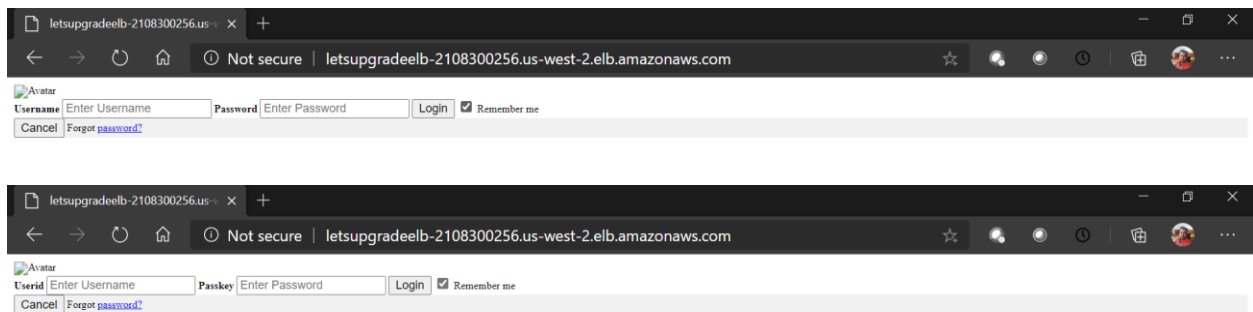 letsupgradeelb-2108300256.us-w
Not secure | letsupgradeelb-2108300256.us-west-2.elb.amazonaws.com
Avatar
Username Enter Username Password Enter Password Login Remember me
Cancel Forgot password?
letsupgradeelb-2108300256.us-w
Not secure | letsupgradeelb-2108300256.us-west-2.elb.amazonaws.com
Avatar
Userid Enter Username Passkey Enter Password Login Remember me
Cancel Forgot password?